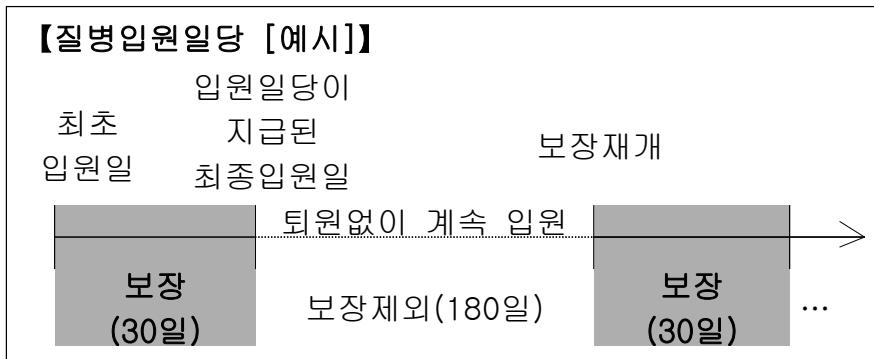 【질병입원일당 [예시]】
최초
입원일
입원일당이
지급된
최종입원일
보장재개
퇴원없이 계속 입원
보장
(30일)
보장제외(180일)
보장
(30일)
…